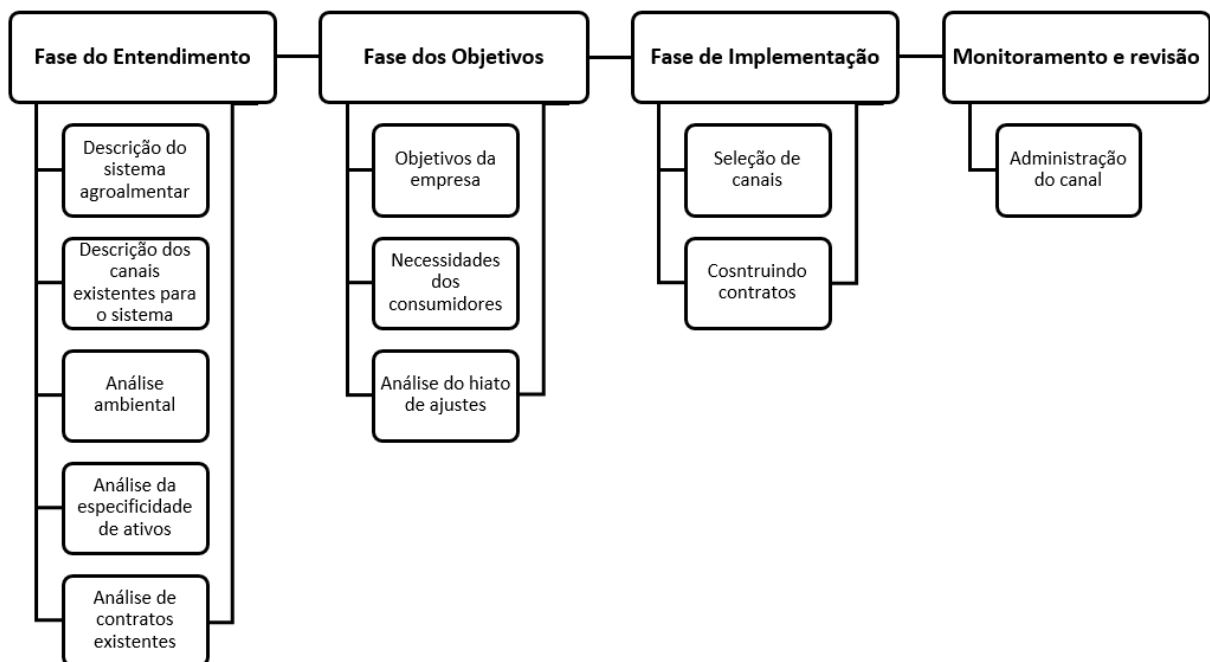 Fase do Entendimento
Descrição do
sistema
agroalmentar
Descrição dos
canais
existentes para
o sistema
Análise
ambiental
Análise da
especificidade
de ativos
Análise de
contratos
existentes
Fase dos Objetivos
Objetivos da
empresa
Necessidades
dos
consumidores
Análise do hiato
de ajustes
Fase de Implementação
Seleção de
canais
Cosntruindo
contratos
Monitoramento e revisão
Administração
do canal